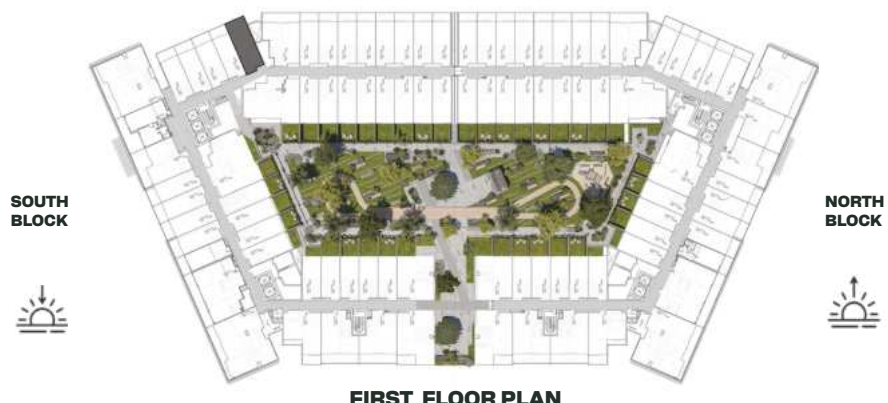 SOUTH
BLOCK
NORTH
BLOCK
FIRST FLOOR PLAN